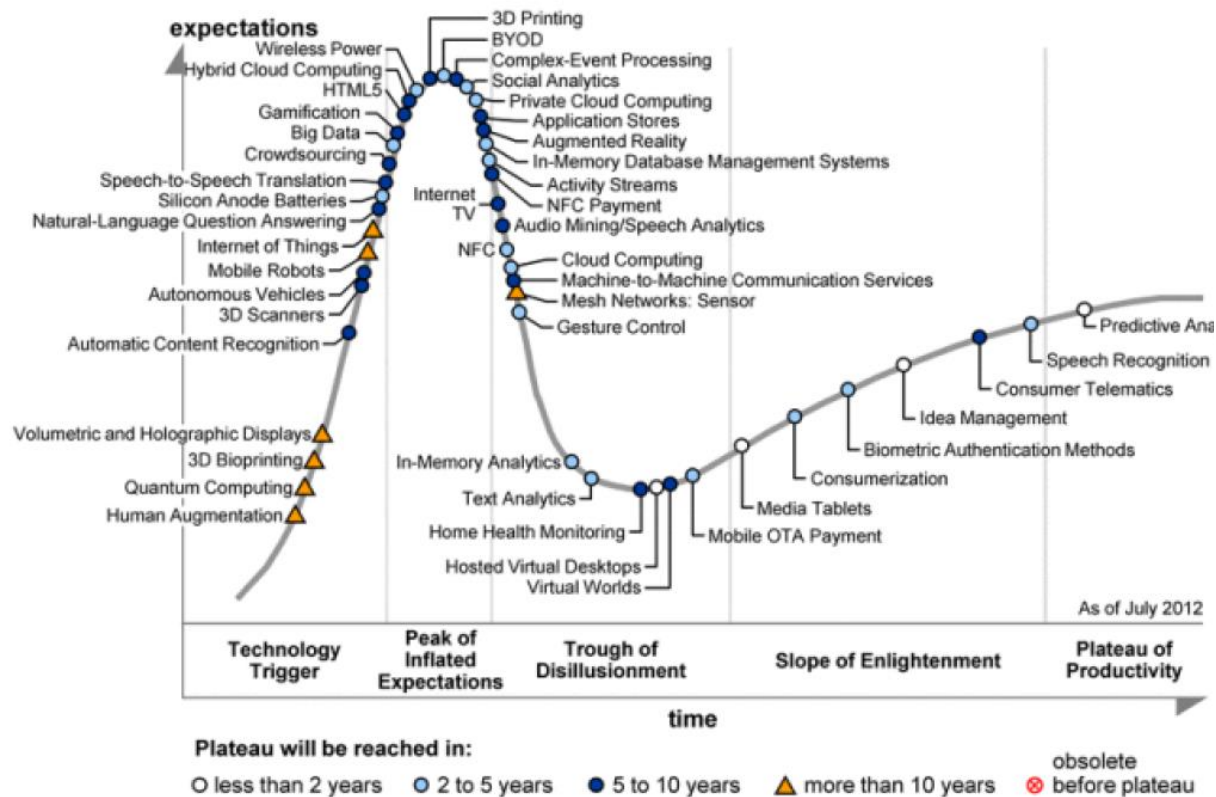 expectations
3D Printing
BYOD
Wireless Power
Complex-Event Processing
Hybrid Cloud Computing
Social Analytics
HTML5
Private Cloud Computing
Gamification
Application Stores
Big Data
Augmented Reality
Crowdsourcing
In-Memory Database Management Systems
Speech-to-Speech Translation
Activity Streams
Silicon Anode Batteries
Internet
TV
NFC Payment
Natural-Language Question Answering
Audio Mining/Speech Analytics
Internet of Things
NFC
Cloud Computing
Mobile Robots
Machine-to-Machine Communication Services
Autonomous Vehicles
Mesh Networks: Sensor
3D Scanners
Gesture Control
Automatic Content Recognition
Predictive Ana
Speech Recognition
Consumer Telematics
Idea Management
Volumetric and Holographic Displays
Biometric Authentication Methods
3D Bioprinting
In-Memory Analytics
Consumerization
Quantum Computing
Text Analytics
Media Tablets
Human Augmentation
Home Health Monitoring
Mobile OTA Payment
Hosted Virtual Desktops
Virtual Worlds
As of July 2012
Technology
Trigger
Peak of
Inflated
Expectations
Trough of
Disillusionment
Slope of Enlightenment
Plateau of
Productivity
time
Plateau will be reached in:
less than 2 years
2 to 5 years
5 to 10 years
more than 10 years
obsolete
before plateau